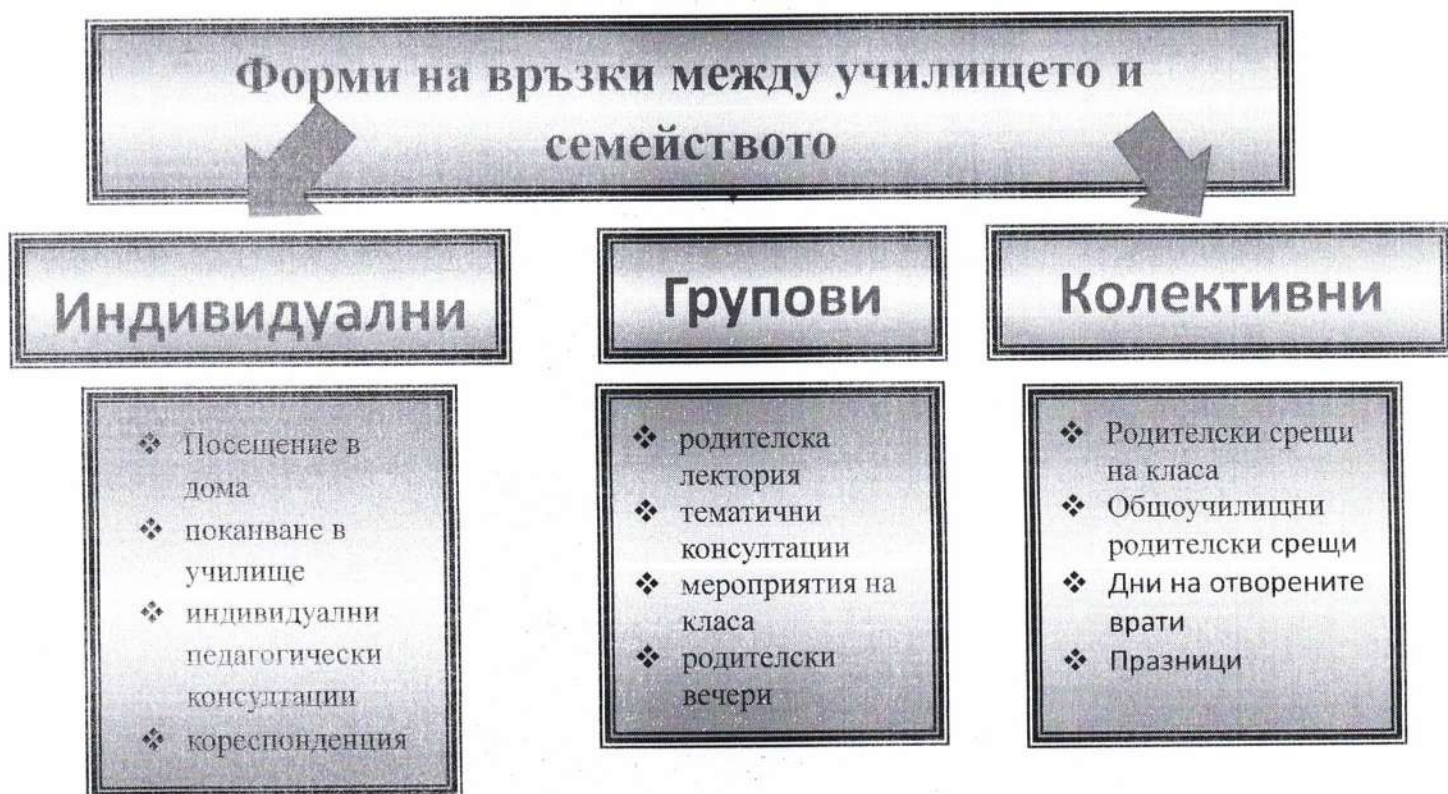 Форми на връзки между училището и
семейството
Индивидуални
❖ Посещение в
дома
❖ поканване в
училище
❖ индивидуални
педагогически
консултации
❖ кореспонденция
Групови
❖ родителска
лектория
❖ тематични
консултации
❖ мероприятия на
класа
❖ родителски
вечери
Колективни
❖ Родителски срещи
на класа
❖ Общоучилищни
родителски срещи
❖ Дни на отворените
врати
❖ Празници